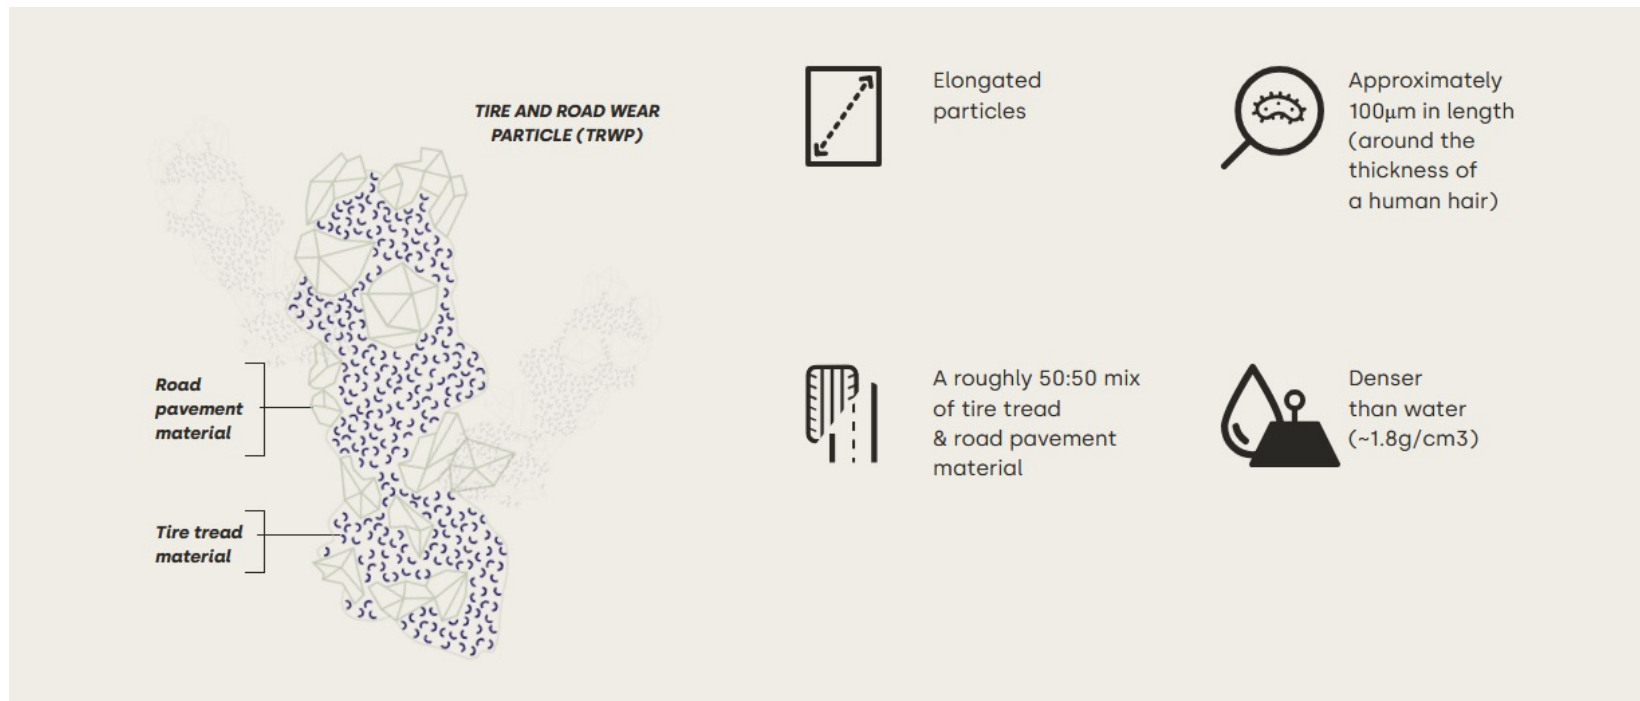 TIRE AND ROAD WEAR
PARTICLE (TRWP)
Road
pavement
material
Tire tread
material
Elongated
particles
Approximately
100μm in length
(around the
thickness of
a human hair)
A roughly 50:50 mix
of tire tread
& road pavement
material
Denser
than water
(~1.8g/cm3)